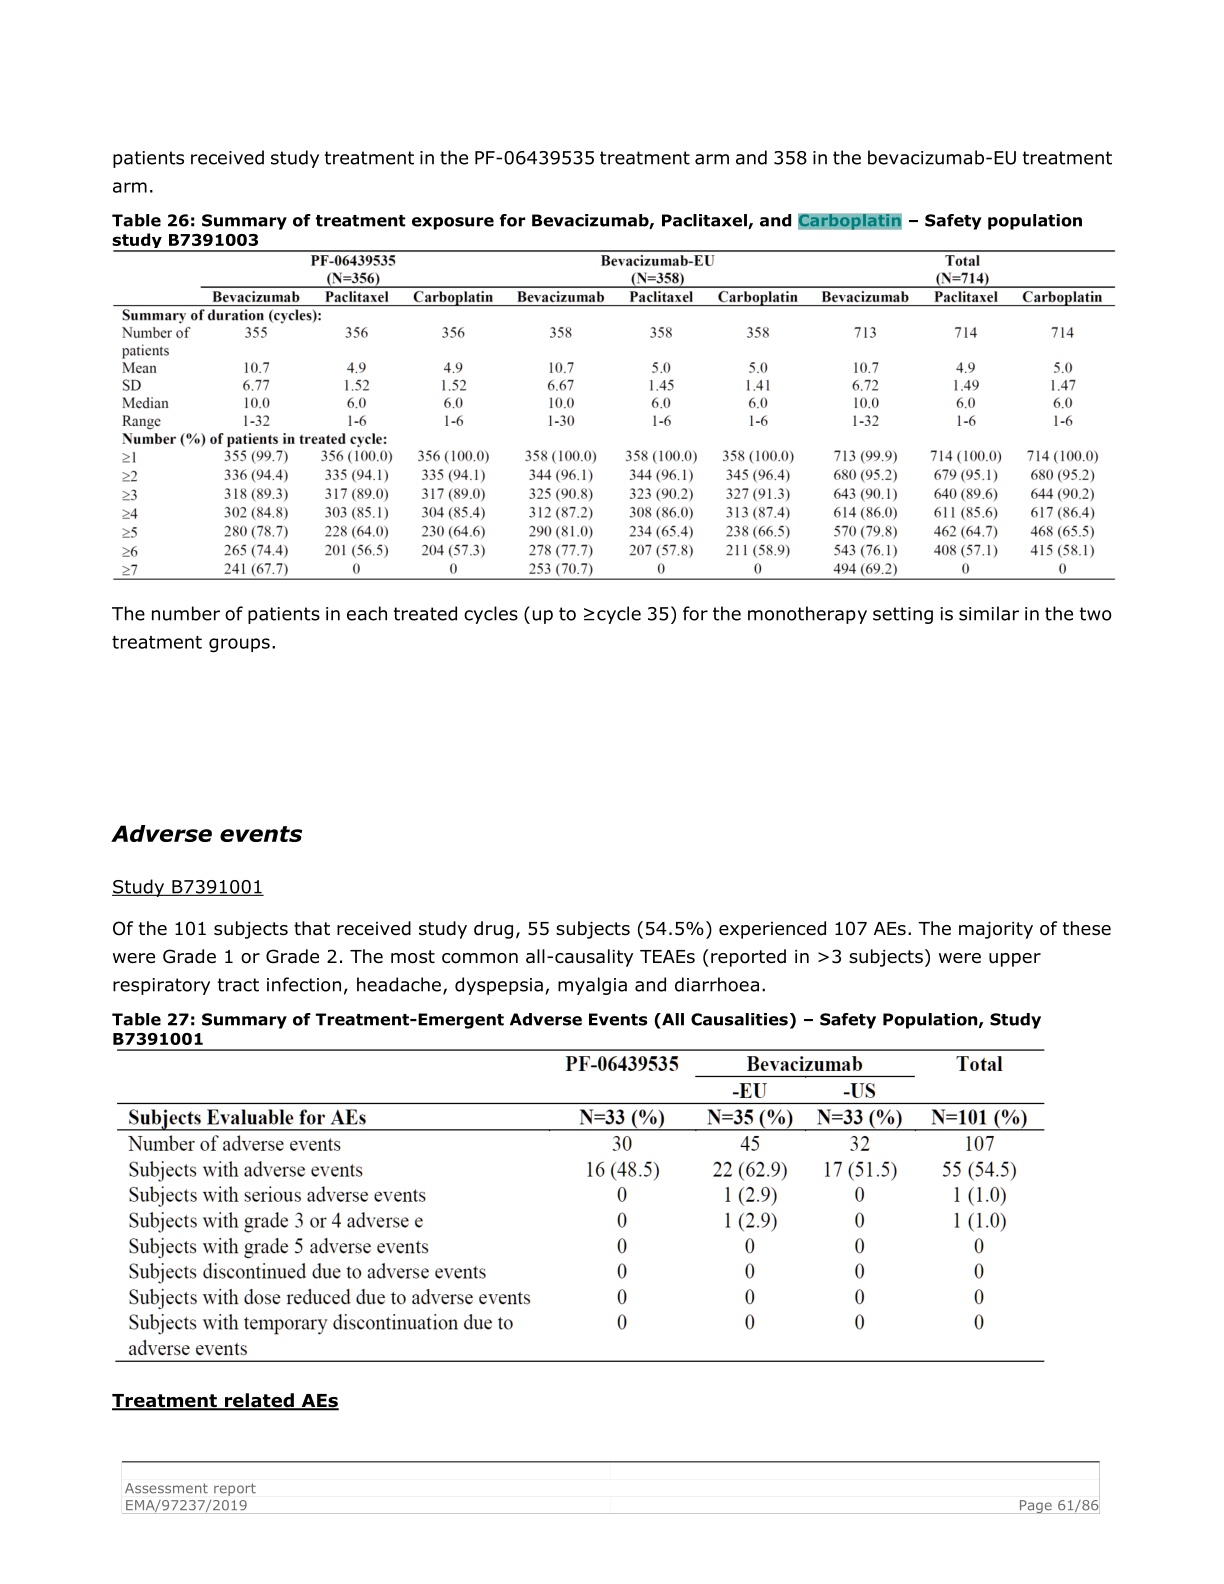 patients received study treatment in the PF-06439535 treatment arm and 358 in the bevacizumab-EU treatment
arm.
Table 26: Summary of treatment exposure for Bevacizumab, Paclitaxel, and Carboplatin – Safety population
study B7391003
PF-06439535 Bevacizumab-EU Total
(N=356) (N=358) (N=714)
Bevacizumab Paclitaxel Carboplatin Bevacizumab Paclitaxel Carboplatin Bevacizumab Paclitaxel Carboplatin
Summary of duration (cycles):
Number of 355 356 356 358 358 358 713 714 714
patients
Mean 10.7 4.9 4.9 10.7 5.0 5.0 10.7 4.9 5.0
SD 6.77 1.52 1.52 6.67 1.45 1.41 6.72 1.49 1.47
Median 10.0 6.0 6.0 10.0 6.0 6.0 10.0 6.0 6.0
Range 1-32 1-6 1-6 1-30 1-6 1-6 1-32 1-6 1-6
Number (%) of patients in treated cycle:
≥1 355 (99.7) 356 (100.0) 356 (100.0) 358 (100.0) 358 (100.0) 358 (100.0) 713 (99.9) 714 (100.0) 714 (100.0)
≥2 336 (94.4) 335 (94.1) 335 (94.1) 344 (96.1) 344 (96.1) 345 (96.4) 680 (95.2) 679 (95.1) 680 (95.2)
≥3 318 (89.3) 317 (89.0) 317 (89.0) 325 (90.8) 323 (90.2) 327 (91.3) 643 (90.1) 640 (89.6) 644 (90.2)
≥4 302 (84.8) 303 (85.1) 304 (85.4) 312 (87.2) 308 (86.0) 313 (87.4) 614 (86.0) 611 (85.6) 617 (86.4)
≥5 280 (78.7) 228 (64.0) 230 (64.6) 290 (81.0) 234 (65.4) 238 (66.5) 570 (79.8) 462 (64.7) 468 (65.5)
≥6 265 (74.4) 201 (56.5) 204 (57.3) 278 (77.7) 207 (57.8) 211 (58.9) 543 (76.1) 408 (57.1) 415 (58.1)
≥7 241 (67.7) 0 0 253 (70.7) 0 0 494 (69.2) 0 0
The number of patients in each treated cycles (up to ≥cycle 35) for the monotherapy setting is similar in the two
treatment groups.
Adverse events
Study B7391001
Of the 101 subjects that received study drug, 55 subjects (54.5%) experienced 107 AEs. The majority of these
were Grade 1 or Grade 2. The most common all-causality TEAEs (reported in >3 subjects) were upper
respiratory tract infection, headache, dyspepsia, myalgia and diarrhoea.
Table 27: Summary of Treatment-Emergent Adverse Events (All Causalities) – Safety Population, Study
B7391001
PF-06439535 Bevacizumab Total
-EU -US
Subjects Evaluable for AEs N=33 (%) N=35 (%) N=33 (%) N=101 (%)
Number of adverse events 30 45 32 107
Subjects with adverse events 16 (48.5) 22 (62.9) 17 (51.5) 55 (54.5)
Subjects with serious adverse events 0 1 (2.9) 0 1 (1.0)
Subjects with grade 3 or 4 adverse e 0 1 (2.9) 0 1 (1.0)
Subjects with grade 5 adverse events 0 0 0 0
Subjects discontinued due to adverse events 0 0 0 0
Subjects with dose reduced due to adverse events 0 0 0 0
Subjects with temporary discontinuation due to 0 0 0 0
adverse events
Treatment related AEs
Assessment report
EMA/97237/2019 Page 61/86